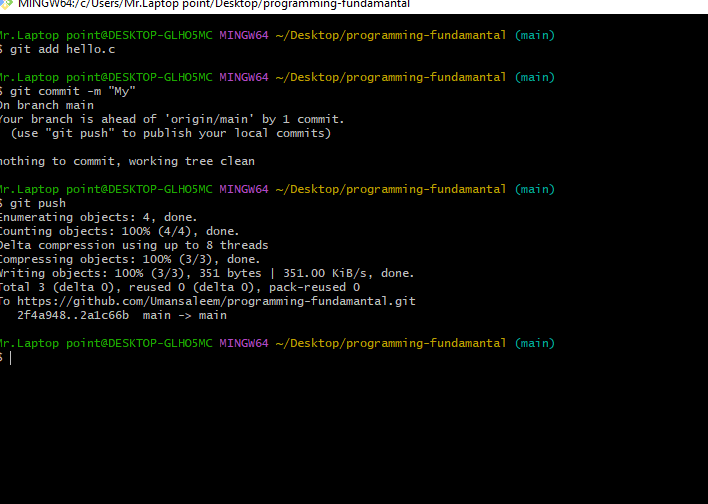 MINGW64:/c/Users/Mr.Laptop point/Desktop/programming-fundamantal
Mr.Laptop point@DESKTOP-GLHO5MC MINGW64 ~/Desktop/programming-fundamantal (main)
$ git add hello.c
Mr.Laptop point@DESKTOP-GLHO5MC MINGW64 ~/Desktop/programming-fundamantal (main)
$ git commit -m "My"
On branch main
Your branch is ahead of 'origin/main' by 1 commit.
(use "git push" to publish your local commits)
nothing to commit, working tree clean
Mr.Laptop point@DESKTOP-GLHO5MC MINGW64 ~/Desktop/programming-fundamantal (main)
$ git push
Enumerating objects: 4, done.
Counting objects: 100% (4/4), done.
Delta compression using up to 8 threads
Compressing objects: 100% (3/3), done.
Writing objects: 100% (3/3), 351 bytes | 351.00 KiB/s, done.
Total 3 (delta 0), reused 0 (delta 0), pack-reused 0
To https://github.com/Umansaleem/programming-fundamantal.git
2f4a948..2a1c66b main -> main
Mr.Laptop point@DESKTOP-GLHO5MC MINGW64 ~/Desktop/programming-fundamantal (main)
$